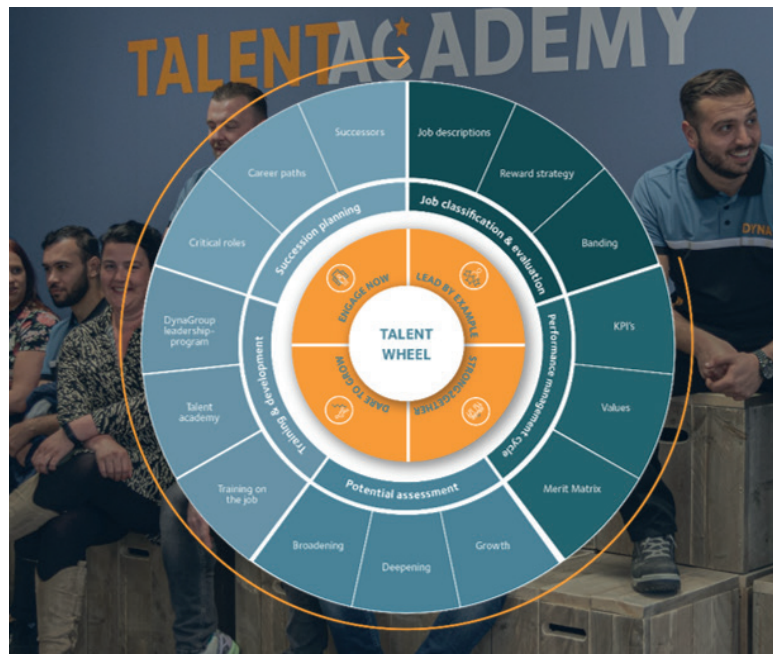 TALENTACADEMY
Job descriptions
Reward strategy
Banding
KPI's
Values
Merit Matrix
Growth
Deepening
Broadening
Training on
the job
Talent
academy
DynaGroup
leadership-
program
Critical roles
Career paths
Successors
Job classification & evaluation
Performance management cycle
Potential assessment
Training & development
Succession planning
ENGAGE NOW
LEAD BY EXAMPLE
STRONG2GETHER
DARE TO GROW
TALENT
WHEEL
DYNA